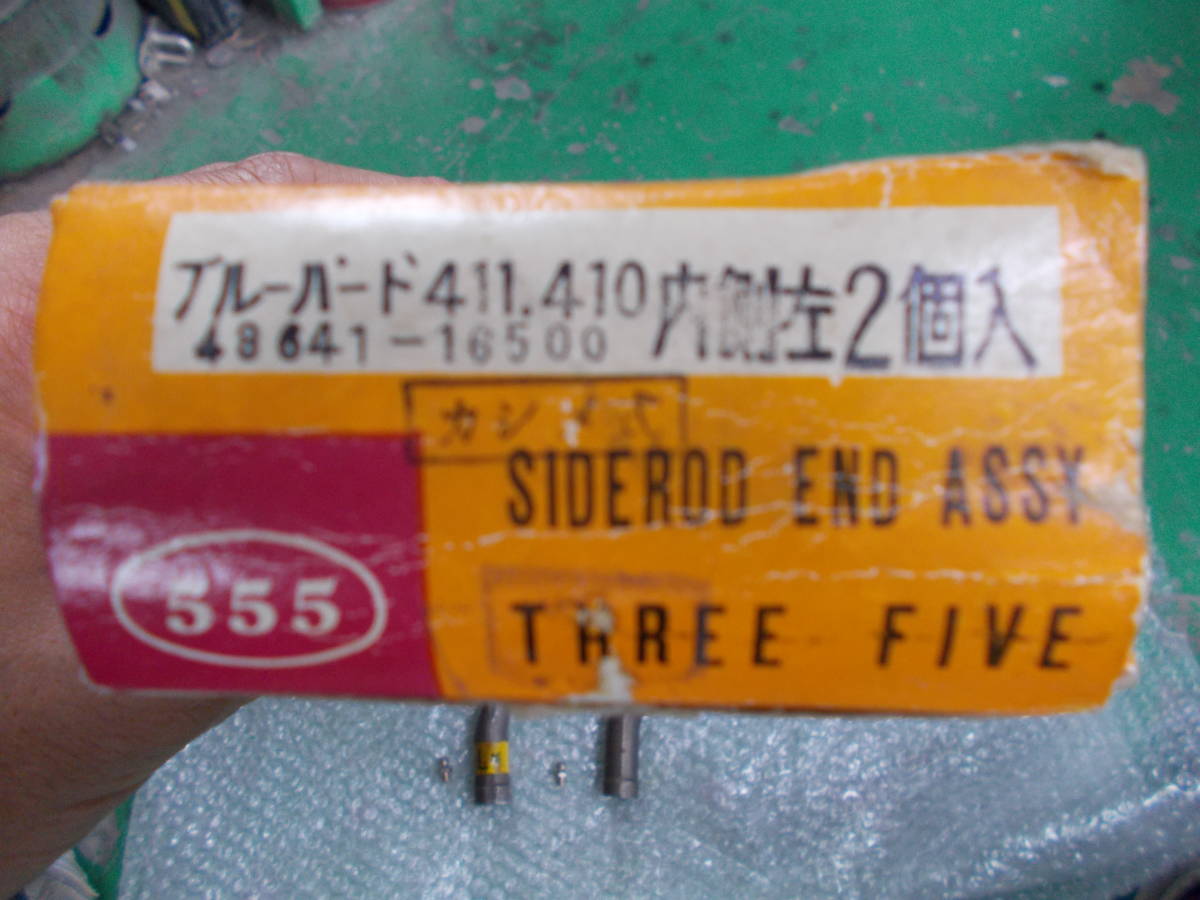 ブルーバード411.410内側左2個入
48641-16500
カシメ式
SIDEROD END ASSY
555
THREE FIVE